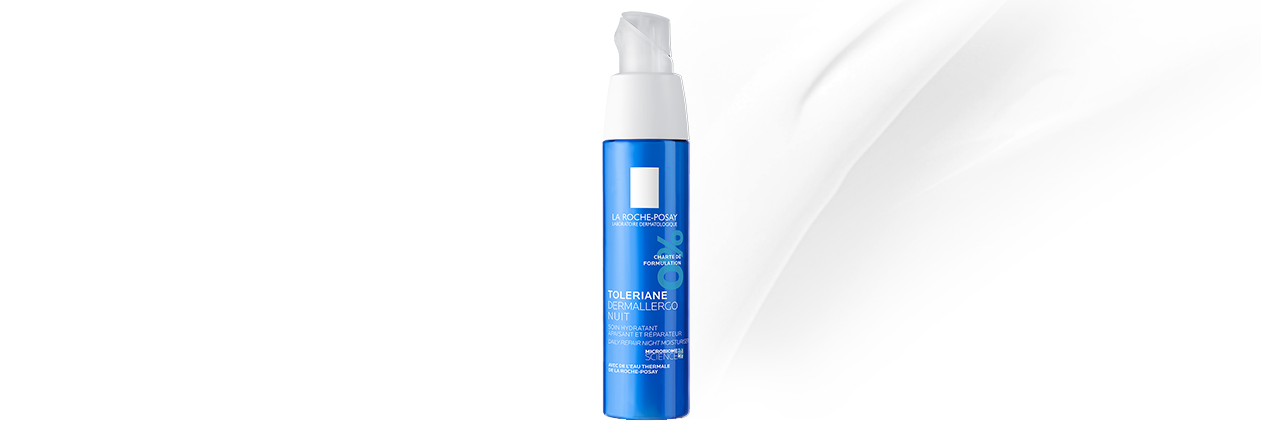 LA ROCHE-POSAY
LABORATOIRE DERMATOLOGIQUE
0%
CHARTE DE
FORMULATION
TOLERIANE
DERMALLERGO
NUIT
SOIN HYDRATANT
APAISANT ET RÉPARATEUR
DAILY REPAIR NIGHT MOISTURISER
MICROBIOME
SCIENCE
AVEC DE L'EAU THERMALE
DE LA ROCHE-POSAY